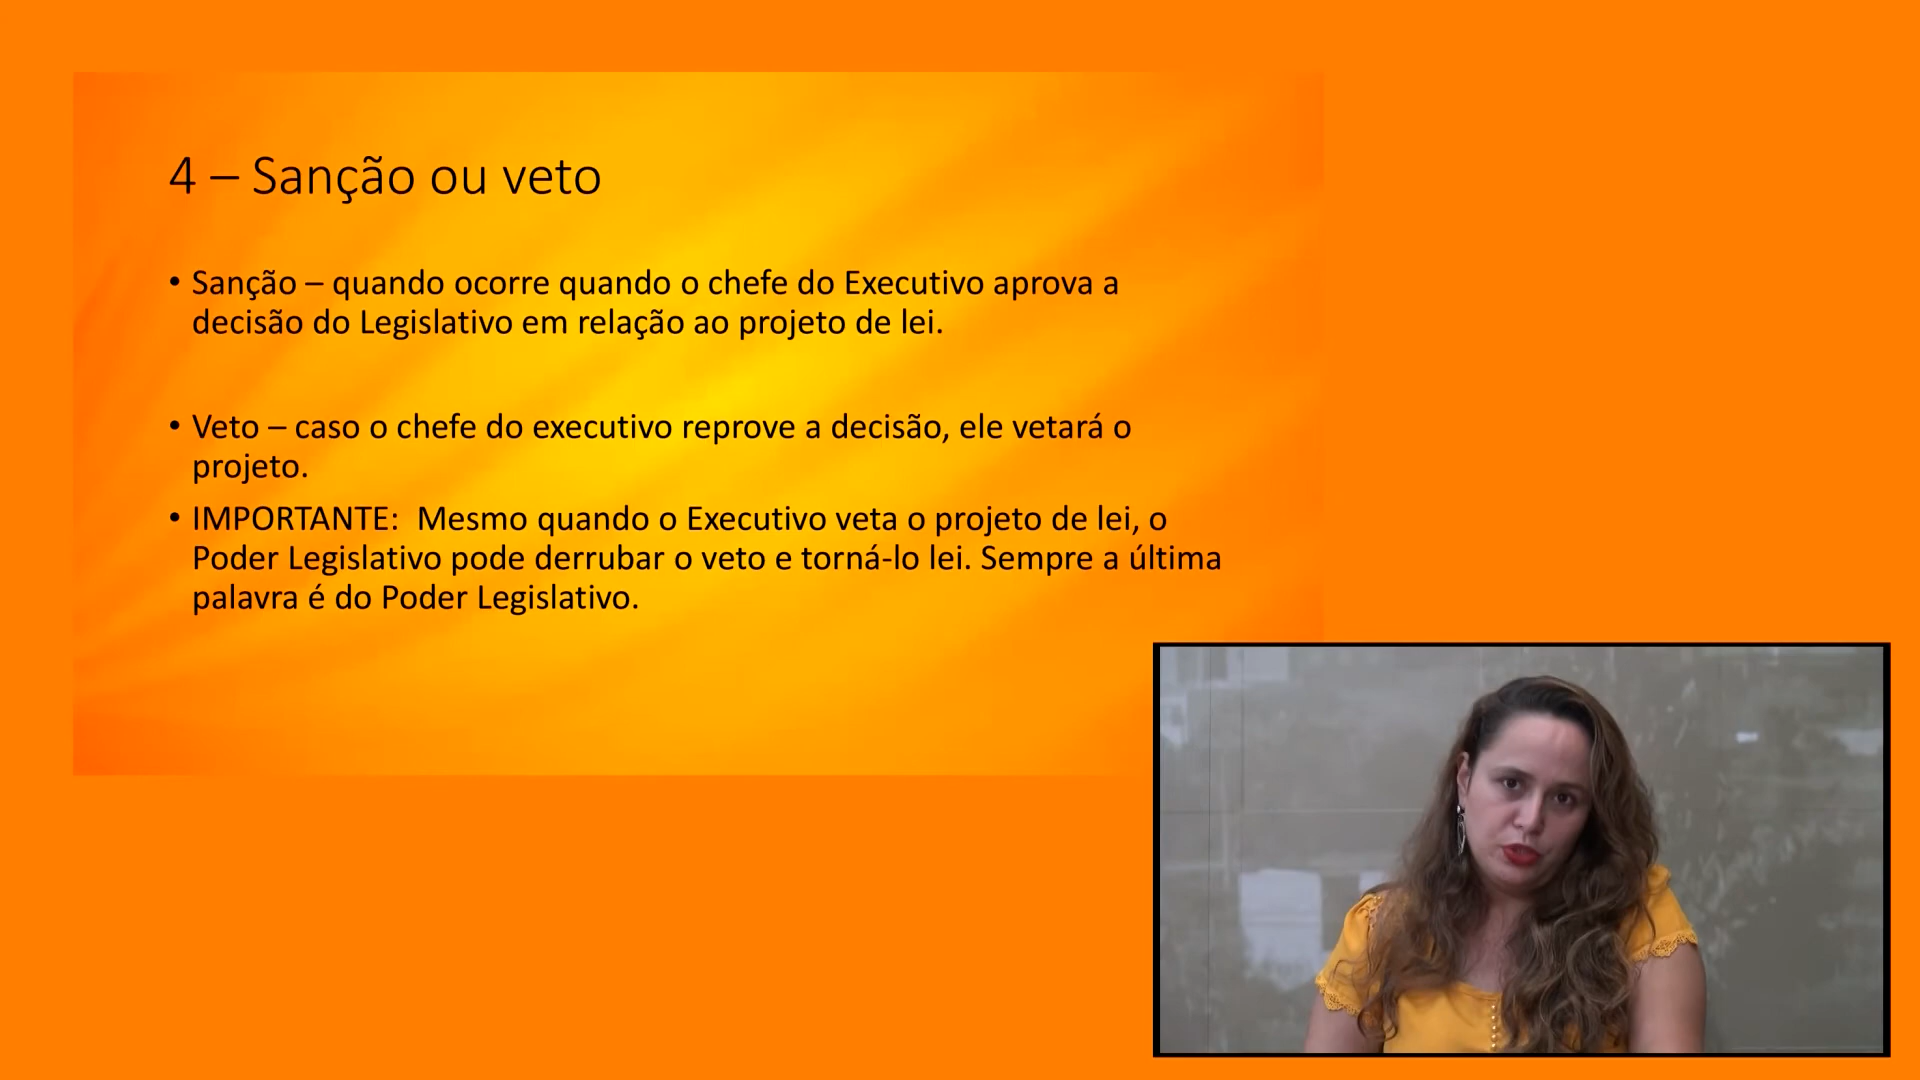 4 – Sanção ou veto
• Sanção – quando ocorre quando o chefe do Executivo aprova a
decisão do Legislativo em relação ao projeto de lei.
• Veto – caso o chefe do executivo reprove a decisão, ele vetará o
projeto.
• IMPORTANTE:  Mesmo quando o Executivo veta o projeto de lei, o
Poder Legislativo pode derrubar o veto e torná-lo lei. Sempre a última
palavra é do Poder Legislativo.